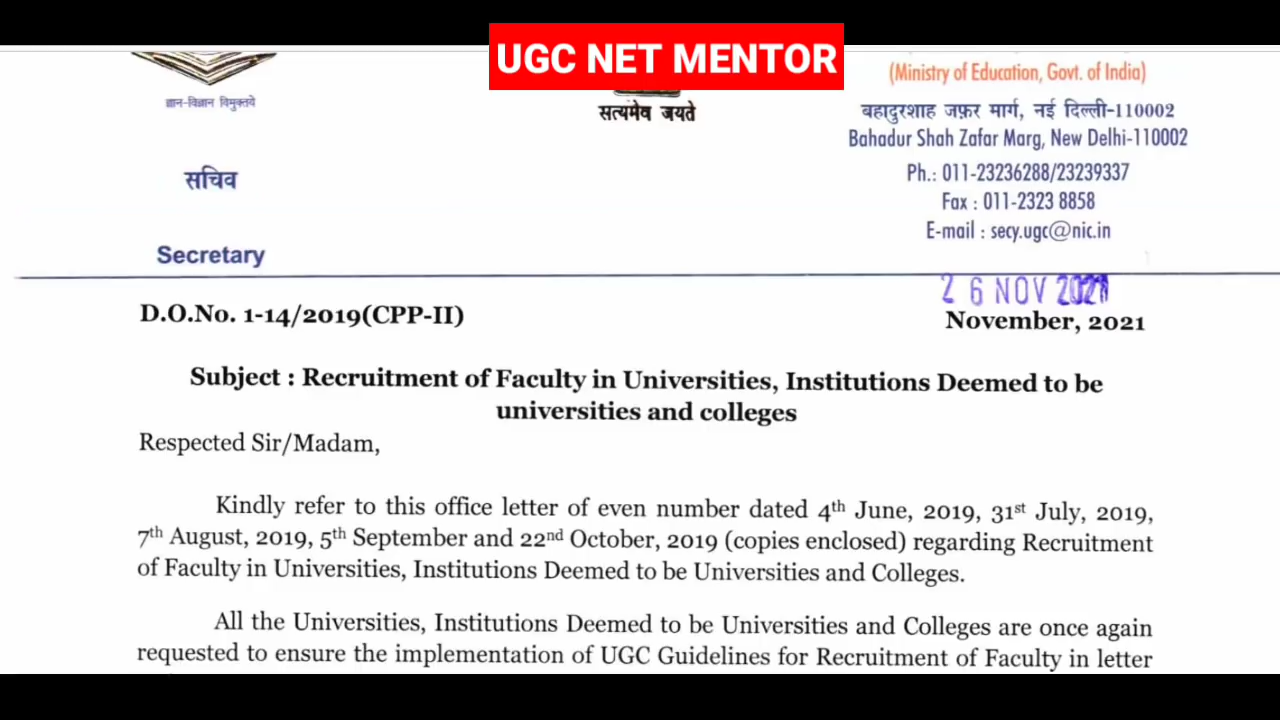 UGC NET MENTOR
ज्ञान-विज्ञान विमुक्तये
सत्यमेव जयते
(Ministry of Education, Govt. of India)
बहादुरशाह ज़फ़र मार्ग, नई दिल्ली-110002
Bahadur Shah Zafar Marg, New Delhi-110002
Ph.: 011-23236288/23239337
Fax : 011-2323 8858
E-mail : secy.ugc@nic.in
सचिव
Secretary
26 NOV 2021
D.O.No. 1-14/2019(CPP-II)
November, 2021
Subject : Recruitment of Faculty in Universities, Institutions Deemed to be
universities and colleges
Respected Sir/Madam,
Kindly refer to this office letter of even number dated 4th June, 2019, 31st July, 2019,
7th August, 2019, 5th September and 22nd October, 2019 (copies enclosed) regarding Recruitment
of Faculty in Universities, Institutions Deemed to be Universities and Colleges.
All the Universities, Institutions Deemed to be Universities and Colleges are once again
requested to ensure the implementation of UGC Guidelines for Recruitment of Faculty in letter